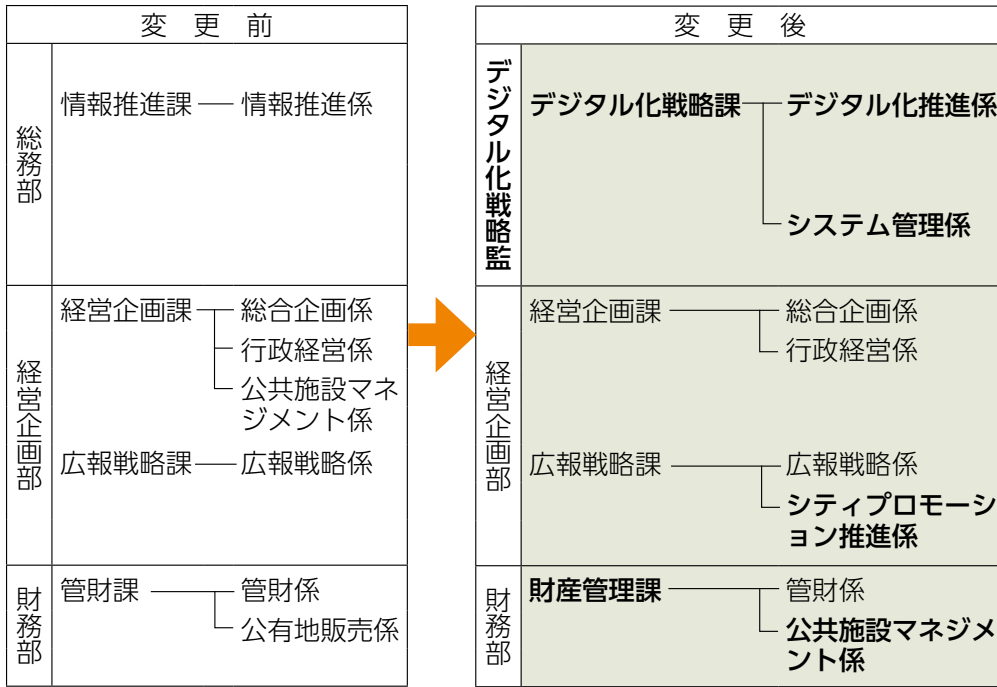 変更前
総務部
情報推進課 情報推進係
経営企画部
経営企画課 総合企画係
行政経営係
公共施設マネ
ジメント係
広報戦略課 広報戦略係
財務部
管財課 管財係
公有地販売係
変更後
デジタル化戦略監
デジタル化戦略課 デジタル化推進係
システム管理係
経営企画部
経営企画課 総合企画係
行政経営係
広報戦略課 広報戦略係
シティプロモーシ
ョン推進係
財務部
財産管理課 管財係
公共施設マネジメ
ント係